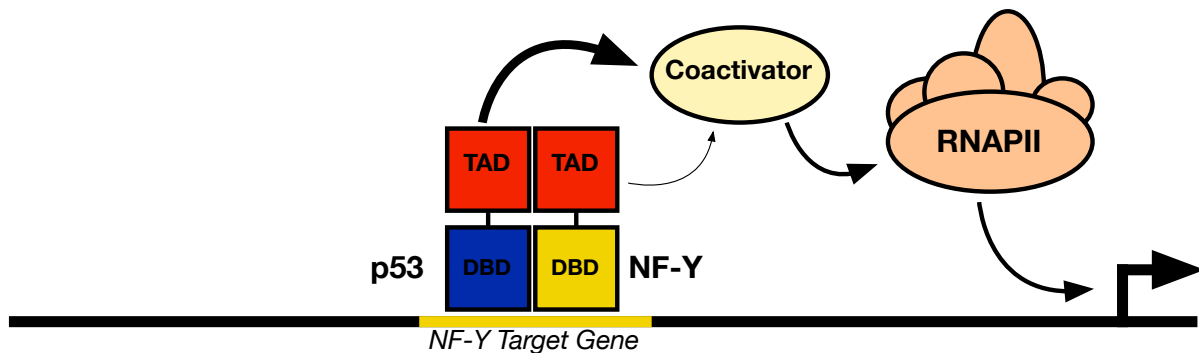 Coactivator
RNAPII
TAD TAD
p53 DBD DBD NF-Y
NF-Y Target Gene